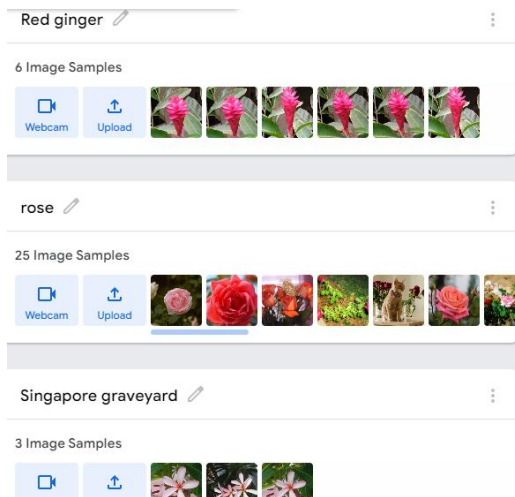 Red ginger
6 Image Samples
Webcam Upload
rose
25 Image Samples
Webcam Upload
Singapore graveyard
3 Image Samples